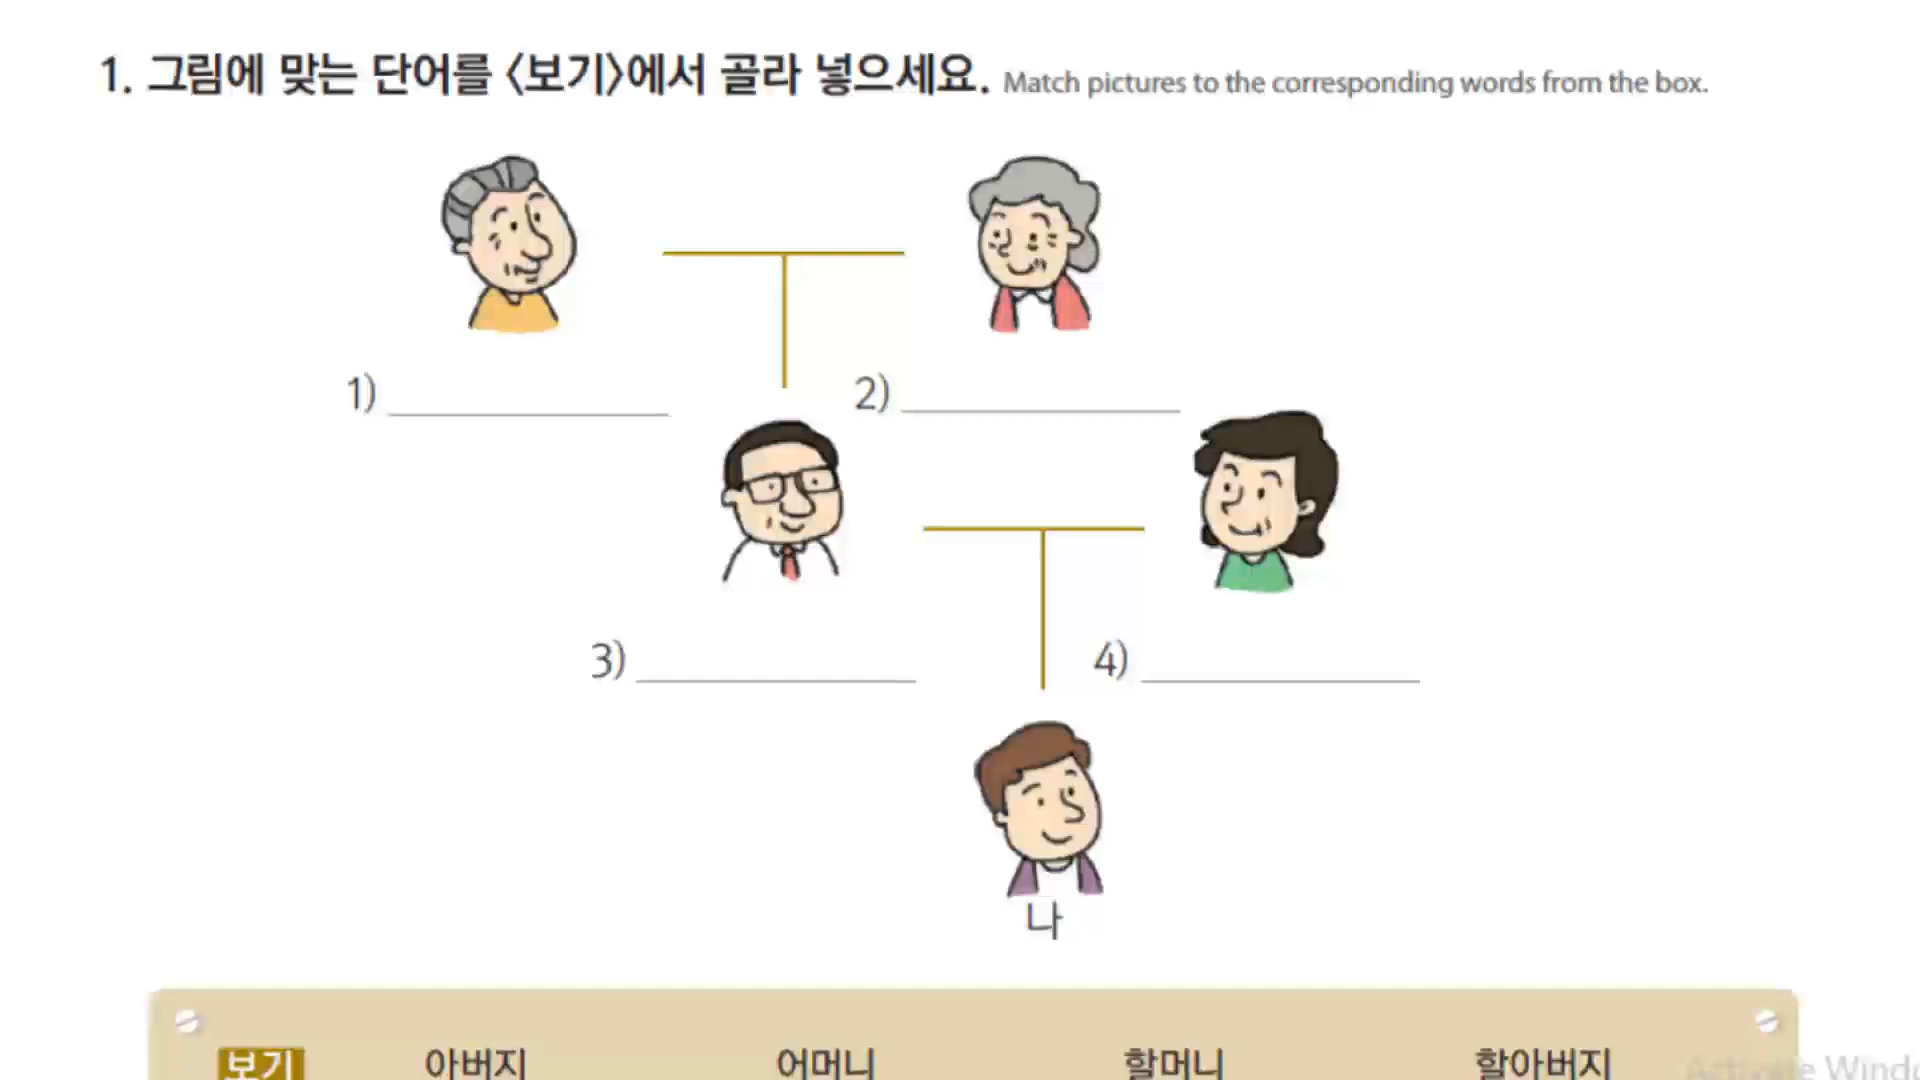 1. 그림에 맞는 단어를 〈보기〉에서 골라 넣으세요. Match pictures to the corresponding words from the box.
1)
2)
3)
4)
나
보기 아버지 어머니 할머니 할아버지
Activate